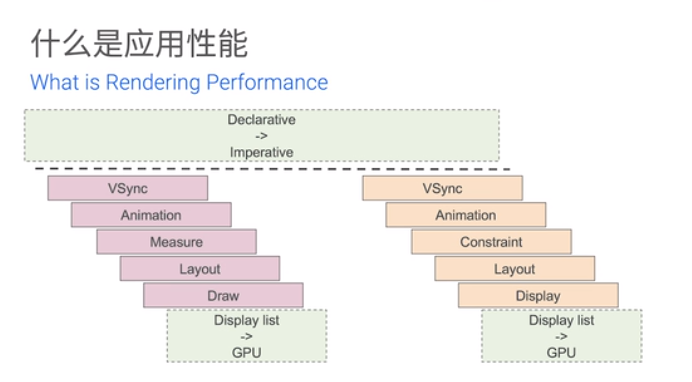 什么是应用性能
What is Rendering Performance
Declarative
->
Imperative
VSync
Animation
Measure
Layout
Draw
Display list
->
GPU
VSync
Animation
Constraint
Layout
Display
Display list
->
GPU